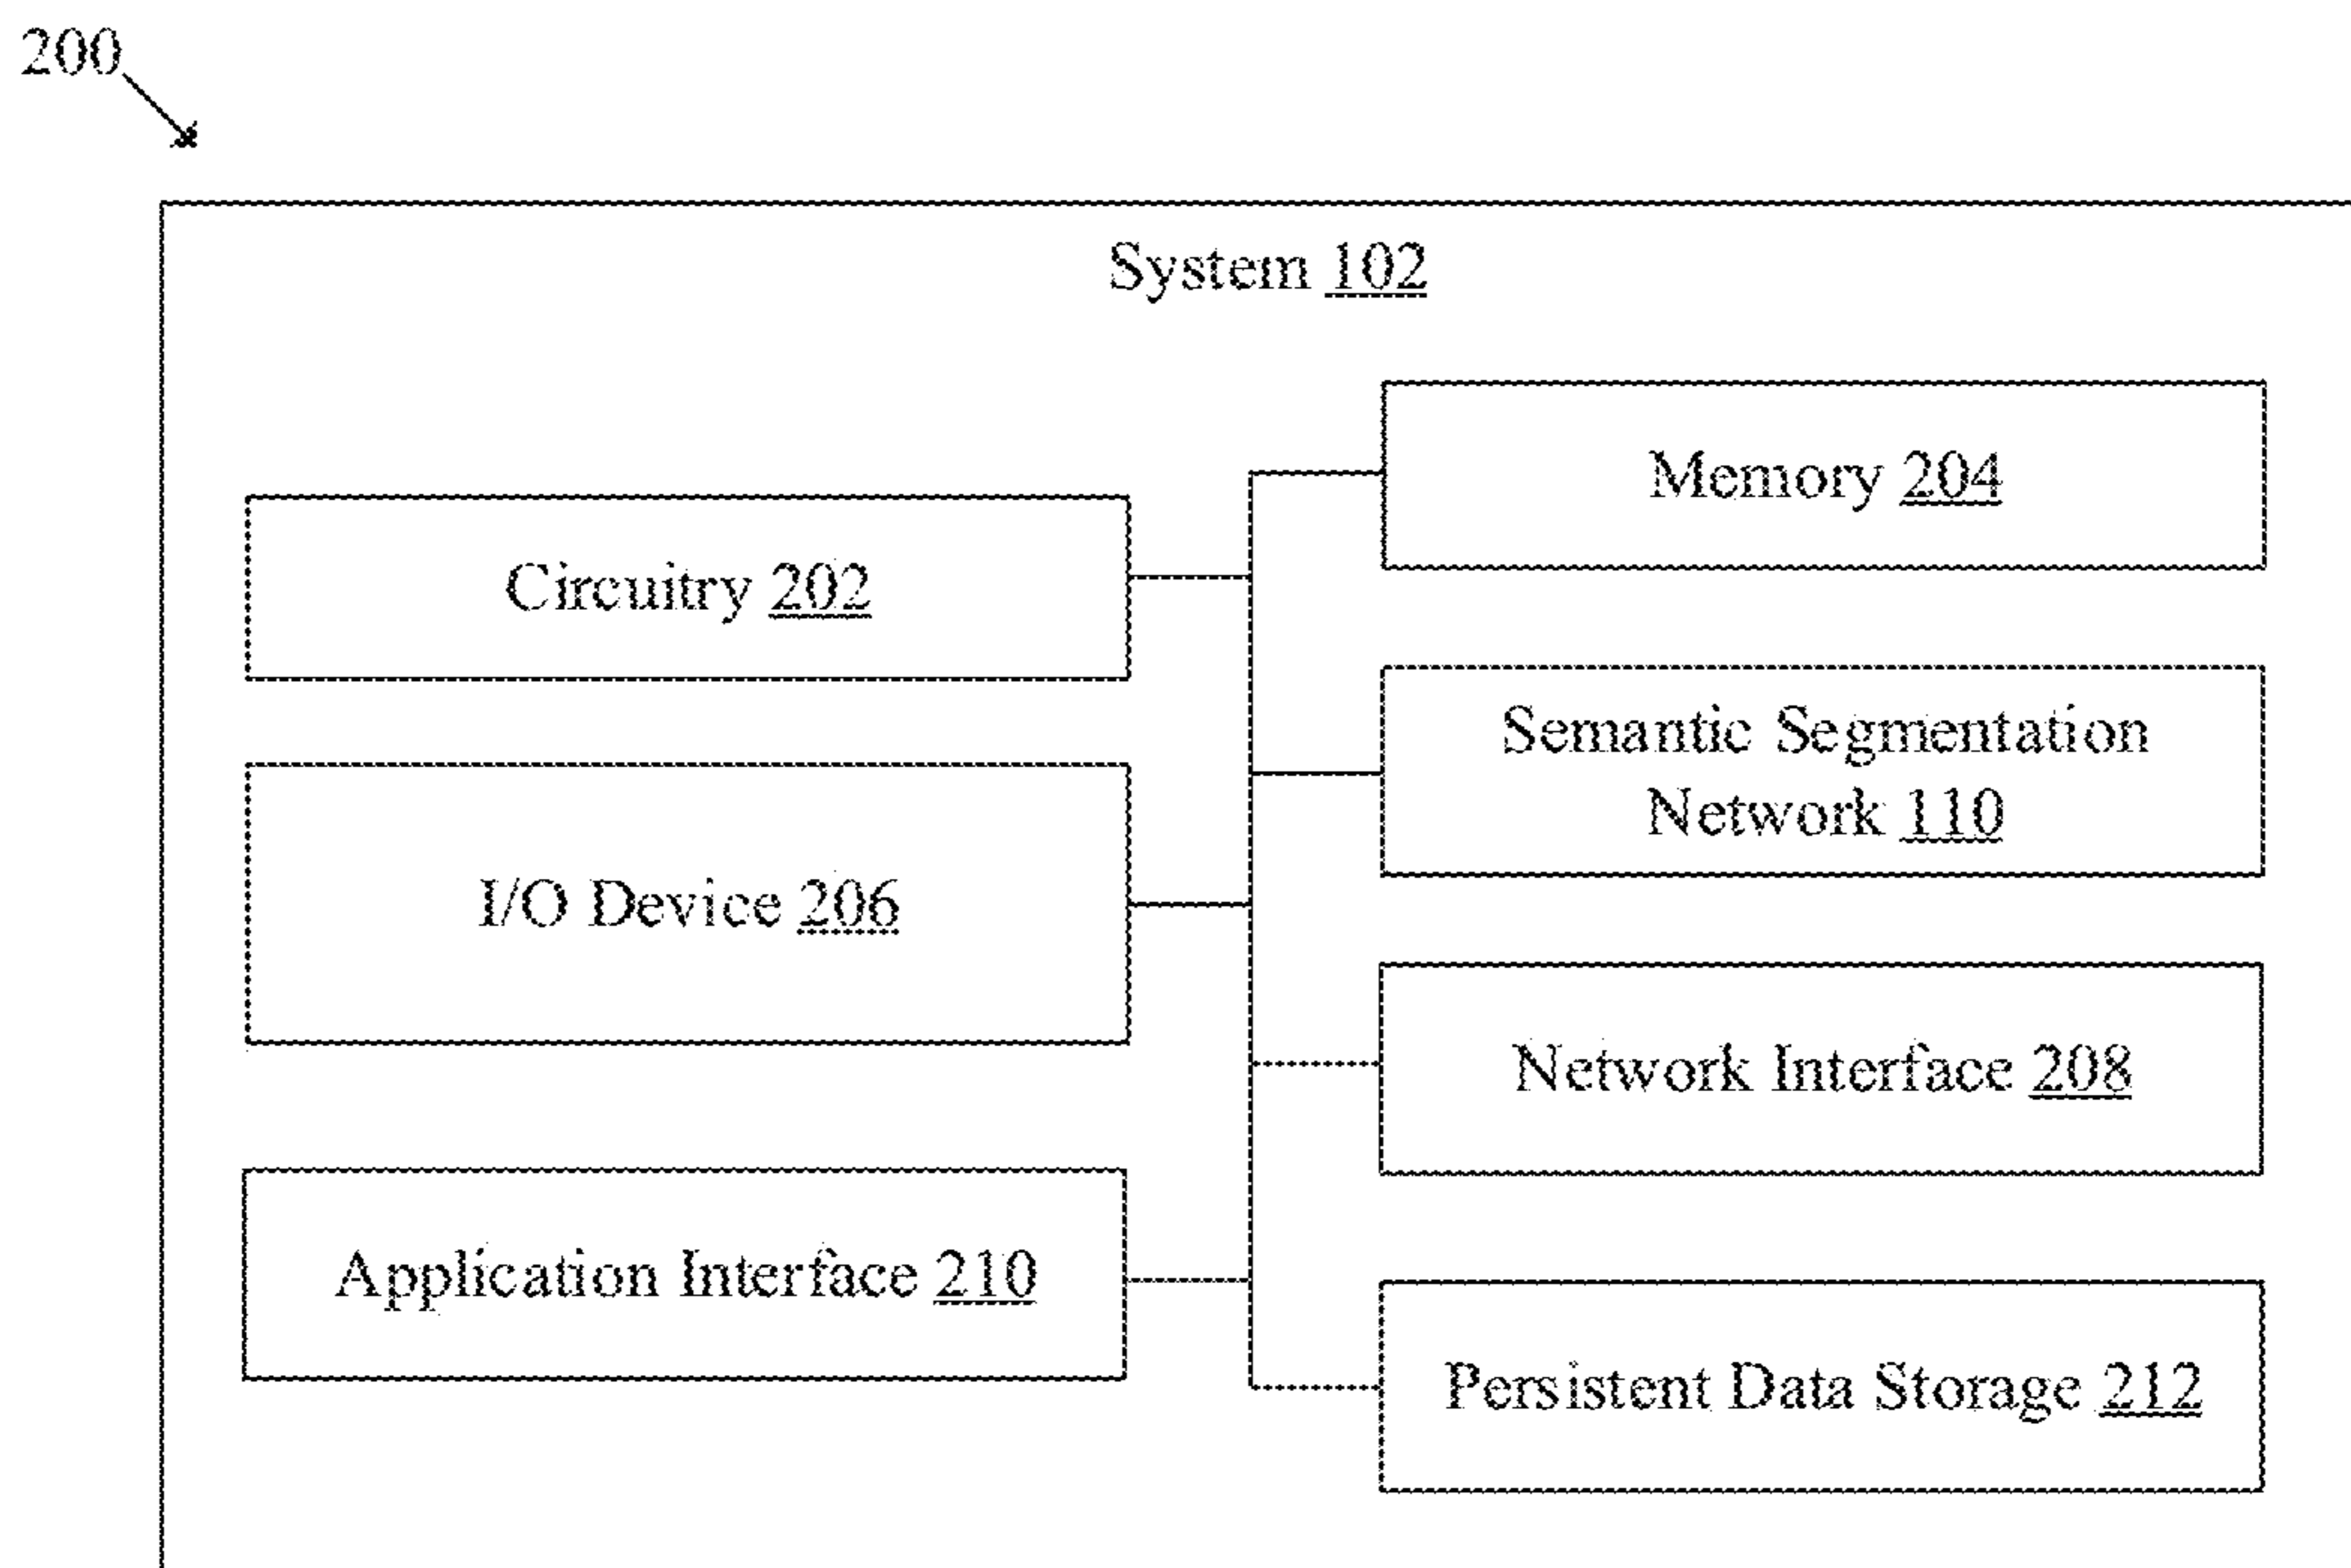 200
System 102
Memory 204
Circuitry 202
Semantic Segmentation
Network 110
I/O Device 206
Network Interface 208
Application Interface 210
Persistent Data Storage 212